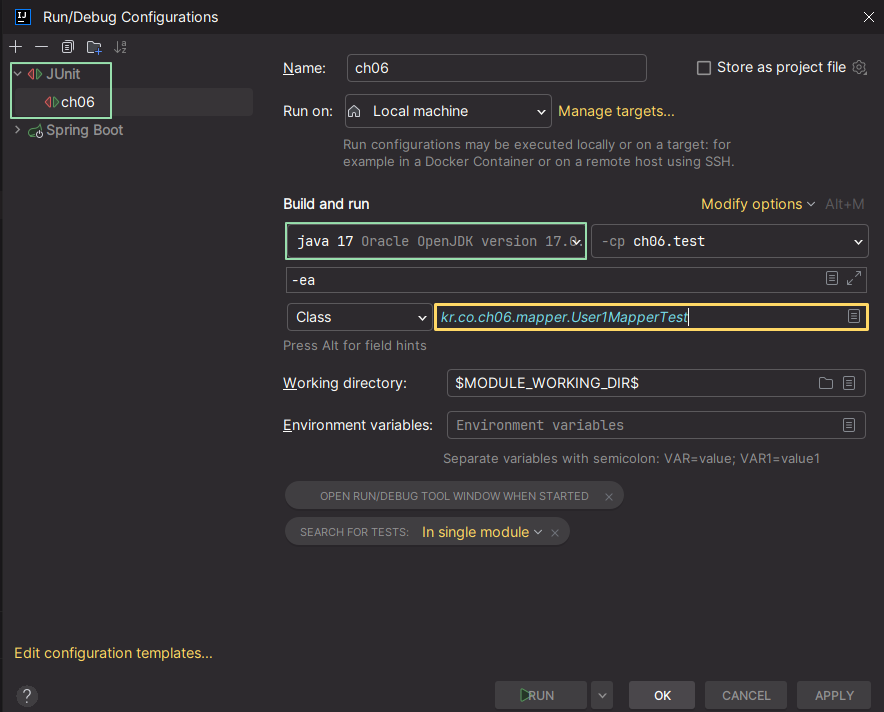 Run/Debug Configurations
JUnit
ch06
Spring Boot
Name: ch06 Store as project file
Run on: Local machine Manage targets...
Run configurations may be executed locally or on a target: for
example in a Docker Container or on a remote host using SSH.
Build and run Modify options Alt+M
java 17 Oracle OpenJDK version 17.0. -cp ch06.test
-ea
Class kr.co.ch06.mapper.User1MapperTest
Press Alt for field hints
Working directory: $MODULE_WORKING_DIR$
Environment variables: Environment variables
Separate variables with semicolon: VAR=value; VAR1=value1
OPEN RUN/DEBUG TOOL WINDOW WHEN STARTED
SEARCH FOR TESTS: In single module
Edit configuration templates...
? RUN OK CANCEL APPLY